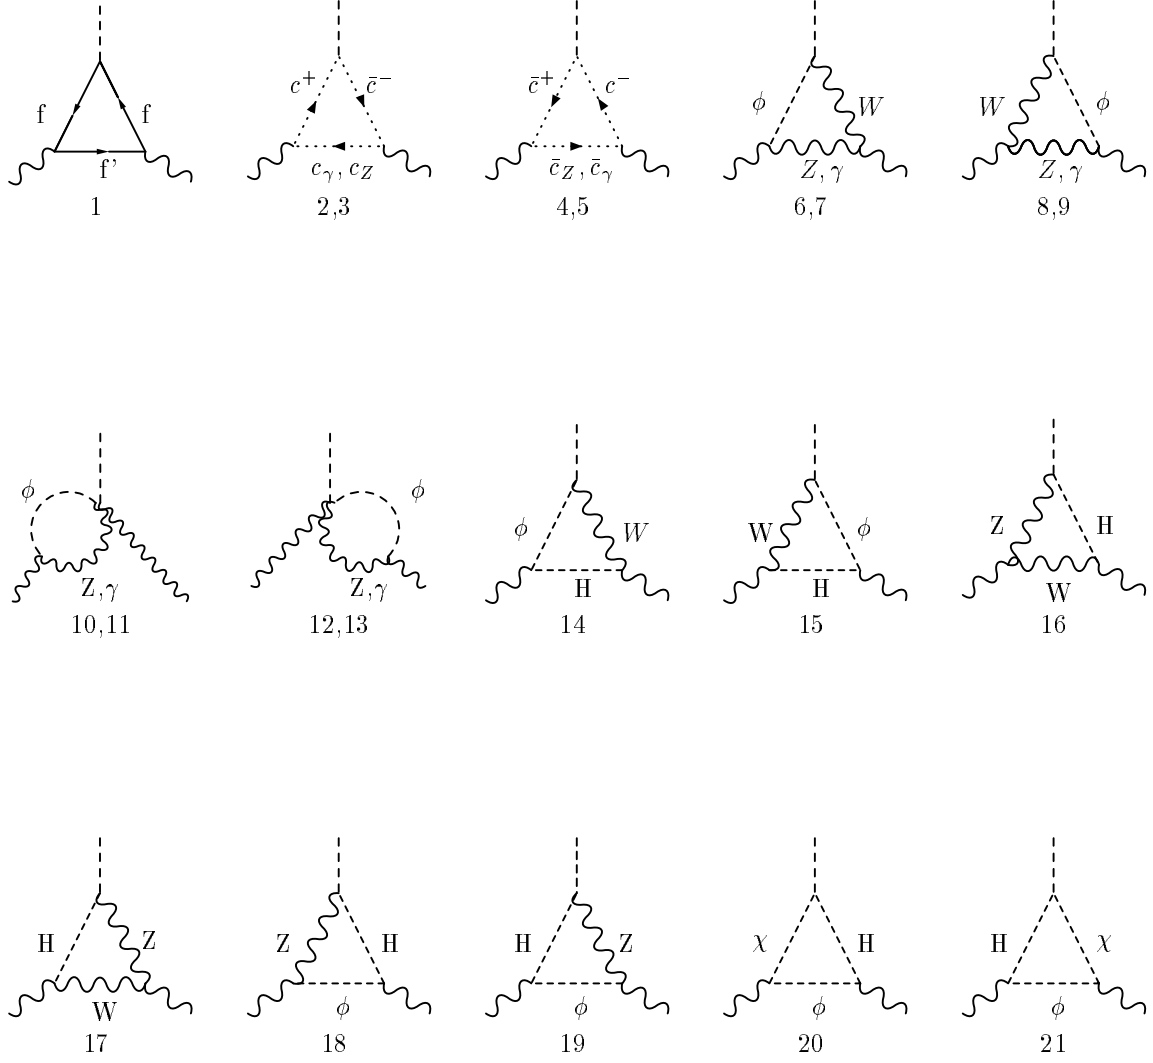 f f
f'
1
c⁺ c̄⁻
c_γ, c_Z
2,3
c̄⁺ c⁻
c̄_Z, c̄_γ
4,5
ϕ W
Z, γ
6,7
W ϕ
Z, γ
8,9
ϕ
Z,γ
10,11
ϕ
Z,γ
12,13
ϕ W
H
14
W ϕ
H
15
Z H
W
16
H Z
W
17
Z H
ϕ
18
H Z
ϕ
19
χ H
ϕ
20
H χ
ϕ
21